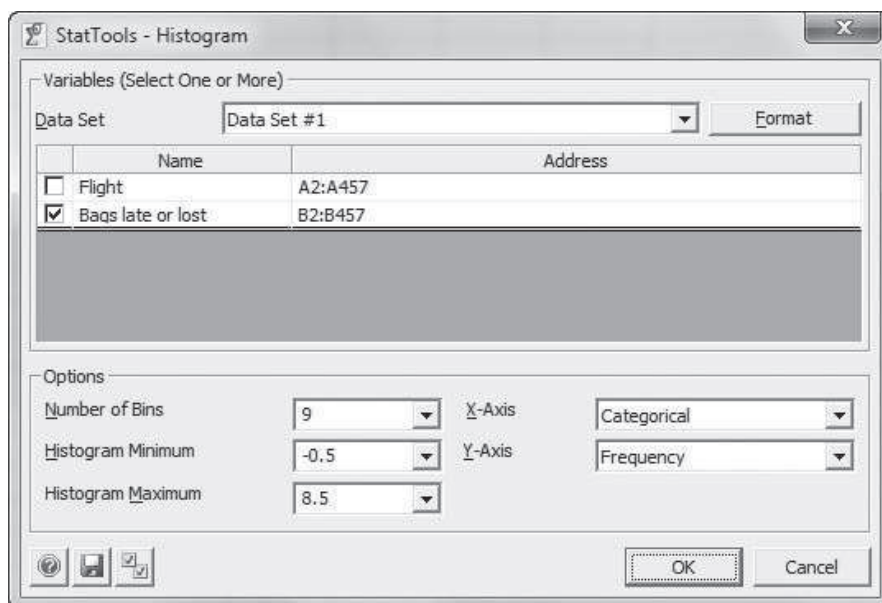 StatTools - Histogram
Variables (Select One or More)
Data Set Data Set #1 Format
Name Address
Flight A2:A457
Bags late or lost B2:B457
Options
Number of Bins 9 X-Axis Categorical
Histogram Minimum -0.5 Y-Axis Frequency
Histogram Maximum 8.5
OK Cancel